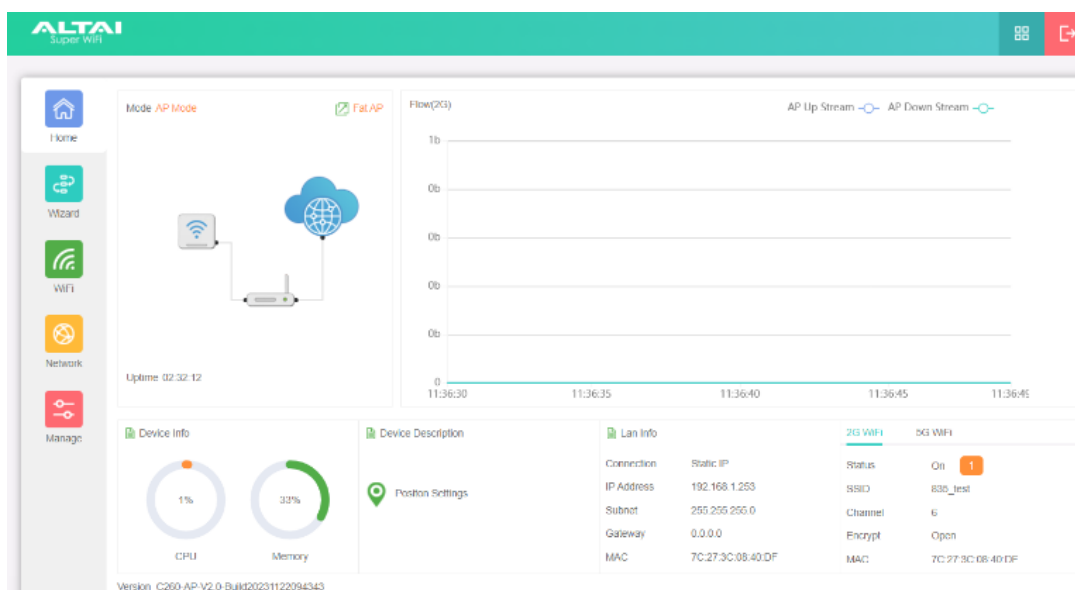 ALTAI
Super WiFi
Home
Wizard
WiFi
Network
Manage
Mode AP Mode
Fat AP
Uptime 02:32:12
Flow(2G)
AP Up Stream
AP Down Stream
1b
0b
0b
0b
0b
0
11:36:30
11:36:35
11:36:40
11:36:45
11:36:49
Device Info
1%
33%
CPU
Memory
Device Description
Positon Settings
Lan Info
Connection Static IP
IP Address 192.168.1.253
Subnet 255.255.255.0
Gateway 0.0.0.0
MAC 7C:27:3C:08:40:DF
2G WiFi
5G WiFi
Status On 1
SSID 835_test
Channel 6
Encrypt Open
MAC 7C:27:3C:08:40:DF
Version C260-AP-V2.0-Build20231122094343